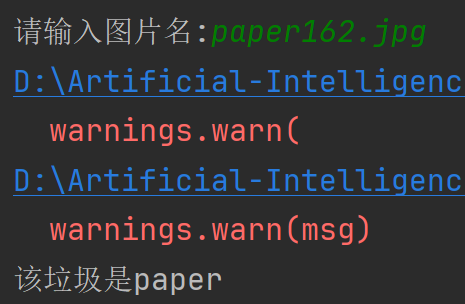 请输入图片名:paper162.jpg
D:\Artificial-Intelligenc
warnings.warn(
D:\Artificial-Intelligenc
warnings.warn(msg)
该垃圾是paper